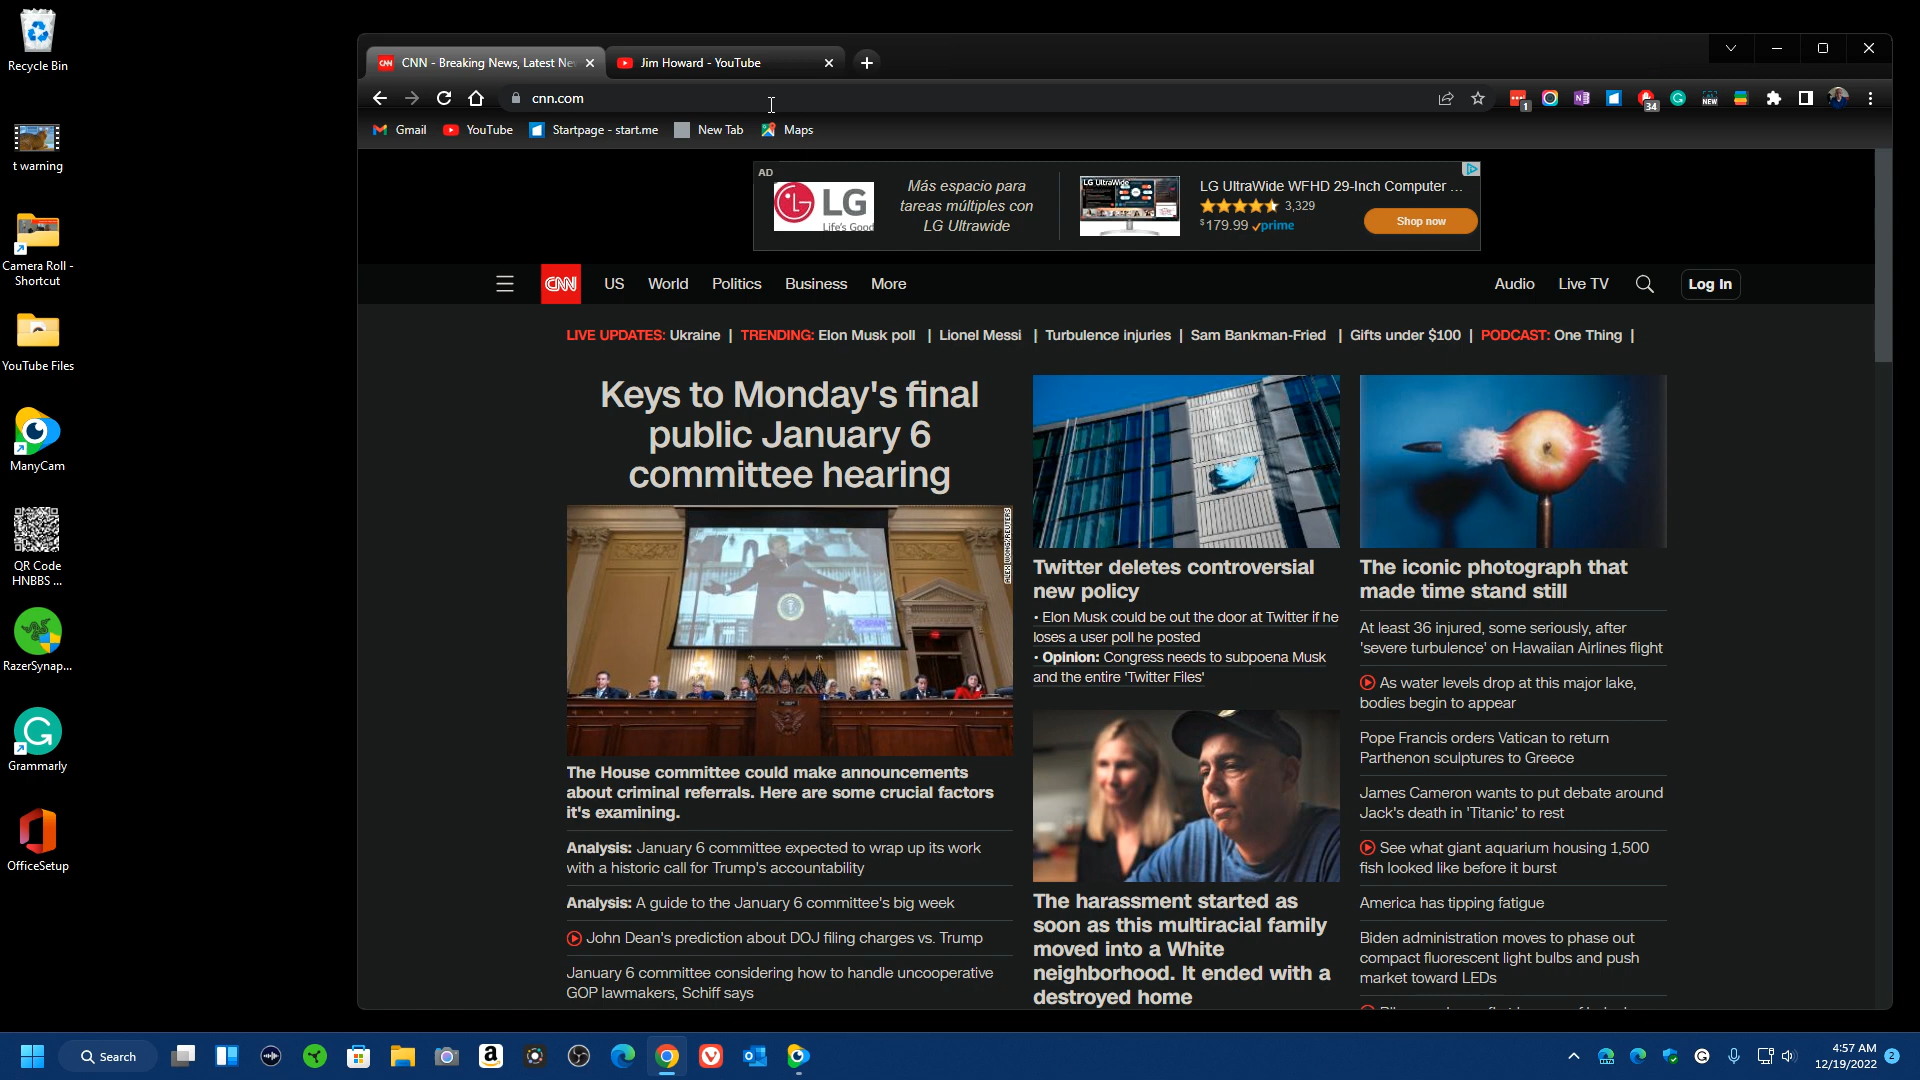 Recycle Bin
t warning
Camera Roll -
Shortcut
YouTube Files
ManyCam
QR Code
HNBBS ...
RazerSynap...
Grammarly
OfficeSetup
CNN - Breaking News, Latest Ne
Jim Howard - YouTube
cnn.com
1
34
NEW
Gmail
YouTube
Startpage - start.me
New Tab
Maps
AD
LG
Life's Good
Más espacio para
tareas múltiples con
LG Ultrawide
LG UltraWide
LG UltraWide WFHD 29-Inch Computer ...
3,329
$179.99 prime
Shop now
CNN
US
World
Politics
Business
More
Audio
Live TV
Log In
LIVE UPDATES: Ukraine | TRENDING: Elon Musk poll | Lionel Messi | Turbulence injuries | Sam Bankman-Fried | Gifts under $100 | PODCAST: One Thing |
Keys to Monday's final
public January 6
committee hearing
ALEX WONG/REUTERS
C-SPAN
The House committee could make announcements
about criminal referrals. Here are some crucial factors
it's examining.
Analysis: January 6 committee expected to wrap up its work
with a historic call for Trump's accountability
Analysis: A guide to the January 6 committee's big week
John Dean's prediction about DOJ filing charges vs. Trump
January 6 committee considering how to handle uncooperative
GOP lawmakers, Schiff says
Twitter deletes controversial
new policy
• Elon Musk could be out the door at Twitter if he
loses a user poll he posted
• Opinion: Congress needs to subpoena Musk
and the entire 'Twitter Files'
The harassment started as
soon as this multiracial family
moved into a White
neighborhood. It ended with a
destroyed home
The iconic photograph that
made time stand still
At least 36 injured, some seriously, after
'severe turbulence' on Hawaiian Airlines flight
As water levels drop at this major lake,
bodies begin to appear
Pope Francis orders Vatican to return
Parthenon sculptures to Greece
James Cameron wants to put debate around
Jack's death in 'Titanic' to rest
See what giant aquarium housing 1,500
fish looked like before it burst
America has tipping fatigue
Biden administration moves to phase out
compact fluorescent light bulbs and push
market toward LEDs
Search
4:57 AM
12/19/2022
2